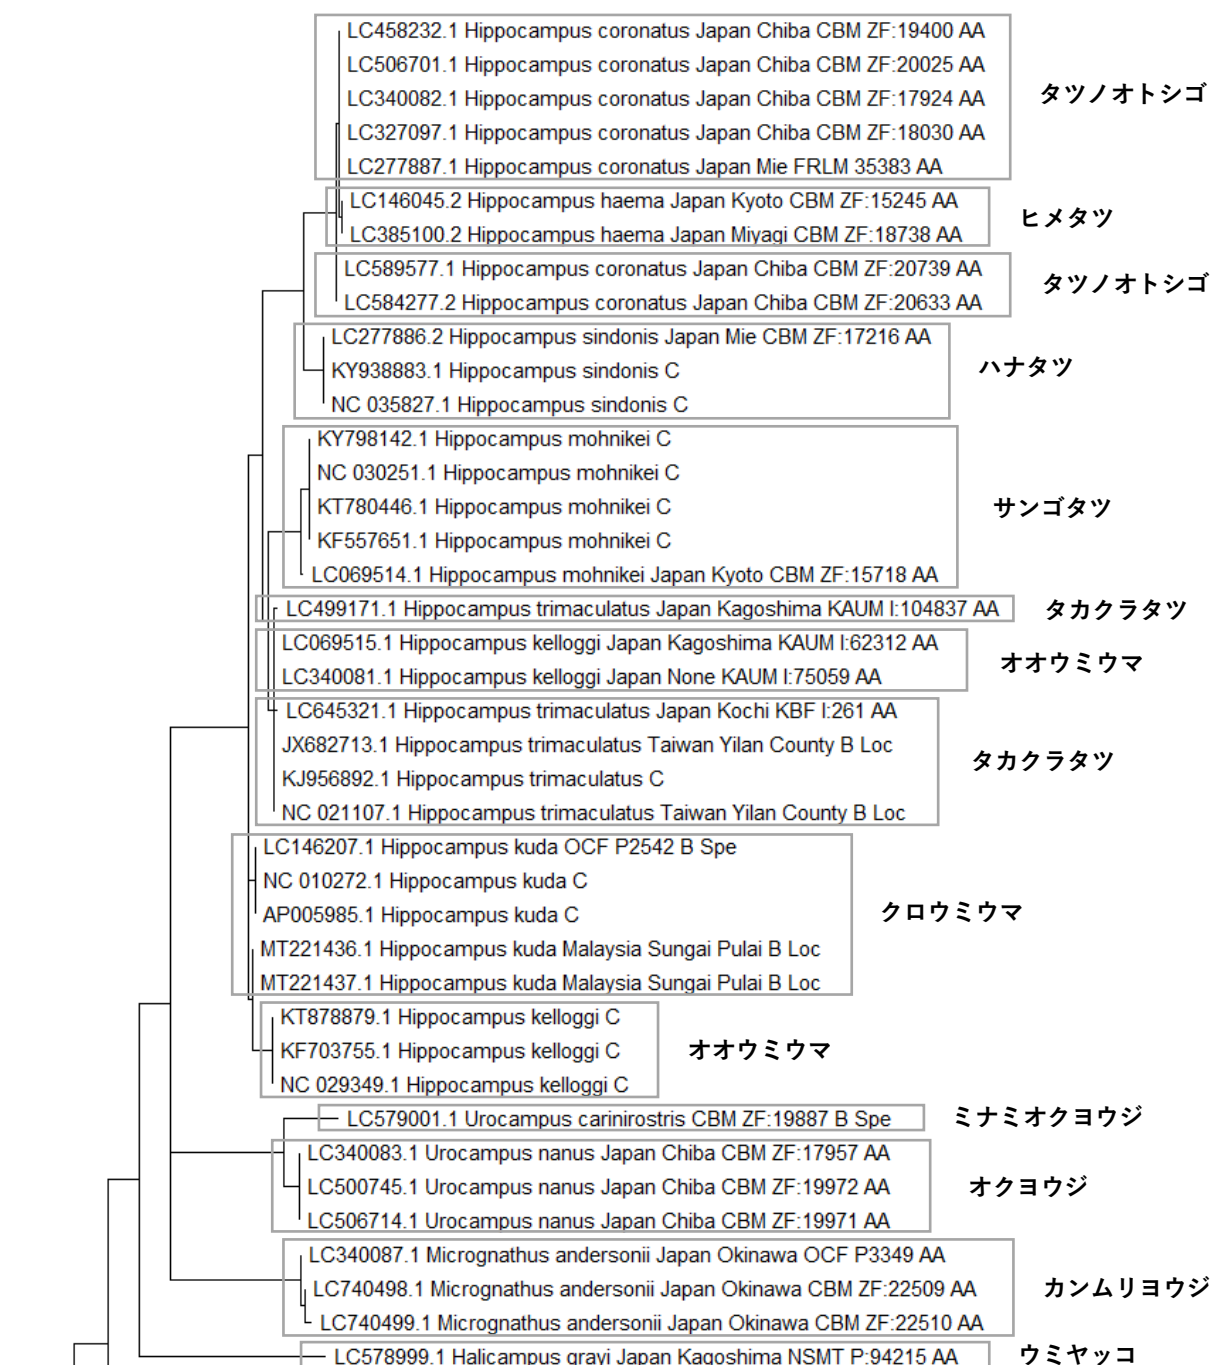 LC458232.1 Hippocampus coronatus Japan Chiba CBM ZF:19400 AA
LC506701.1 Hippocampus coronatus Japan Chiba CBM ZF:20025 AA
LC340082.1 Hippocampus coronatus Japan Chiba CBM ZF:17924 AA
LC327097.1 Hippocampus coronatus Japan Chiba CBM ZF:18030 AA
LC277887.1 Hippocampus coronatus Japan Mie FRLM 35383 AA
タツノオトシゴ
LC146045.2 Hippocampus haema Japan Kyoto CBM ZF:15245 AA
LC385100.2 Hippocampus haema Japan Miyagi CBM ZF:18738 AA
ヒメタツ
LC589577.1 Hippocampus coronatus Japan Chiba CBM ZF:20739 AA
LC584277.2 Hippocampus coronatus Japan Chiba CBM ZF:20633 AA
タツノオトシゴ
LC277886.2 Hippocampus sindonis Japan Mie CBM ZF:17216 AA
KY938883.1 Hippocampus sindonis C
NC 035827.1 Hippocampus sindonis C
ハナタツ
KY798142.1 Hippocampus mohnikei C
NC 030251.1 Hippocampus mohnikei C
KT780446.1 Hippocampus mohnikei C
KF557651.1 Hippocampus mohnikei C
LC069514.1 Hippocampus mohnikei Japan Kyoto CBM ZF:15718 AA
サンゴタツ
LC499171.1 Hippocampus trimaculatus Japan Kagoshima KAUM I:104837 AA
タカクラタツ
LC069515.1 Hippocampus kelloggi Japan Kagoshima KAUM I:62312 AA
LC340081.1 Hippocampus kelloggi Japan None KAUM I:75059 AA
オオウミウマ
LC645321.1 Hippocampus trimaculatus Japan Kochi KBF I:261 AA
JX682713.1 Hippocampus trimaculatus Taiwan Yilan County B Loc
KJ956892.1 Hippocampus trimaculatus C
NC 021107.1 Hippocampus trimaculatus Taiwan Yilan County B Loc
タカクラタツ
LC146207.1 Hippocampus kuda OCF P2542 B Spe
NC 010272.1 Hippocampus kuda C
AP005985.1 Hippocampus kuda C
MT221436.1 Hippocampus kuda Malaysia Sungai Pulai B Loc
MT221437.1 Hippocampus kuda Malaysia Sungai Pulai B Loc
クロウミウマ
KT878879.1 Hippocampus kelloggi C
KF703755.1 Hippocampus kelloggi C
NC 029349.1 Hippocampus kelloggi C
オオウミウマ
LC579001.1 Urocampus carinirostris CBM ZF:19887 B Spe
ミナミオクヨウジ
LC340083.1 Urocampus nanus Japan Chiba CBM ZF:17957 AA
LC500745.1 Urocampus nanus Japan Chiba CBM ZF:19972 AA
LC506714.1 Urocampus nanus Japan Chiba CBM ZF:19971 AA
オクヨウジ
LC340087.1 Micrognathus andersonii Japan Okinawa OCF P3349 AA
LC740498.1 Micrognathus andersonii Japan Okinawa CBM ZF:22509 AA
LC740499.1 Micrognathus andersonii Japan Okinawa CBM ZF:22510 AA
カンムリヨウジ
LC578999.1 Halicampus grayi Japan Kagoshima NSMT P:94215 AA
ウミヤッコ